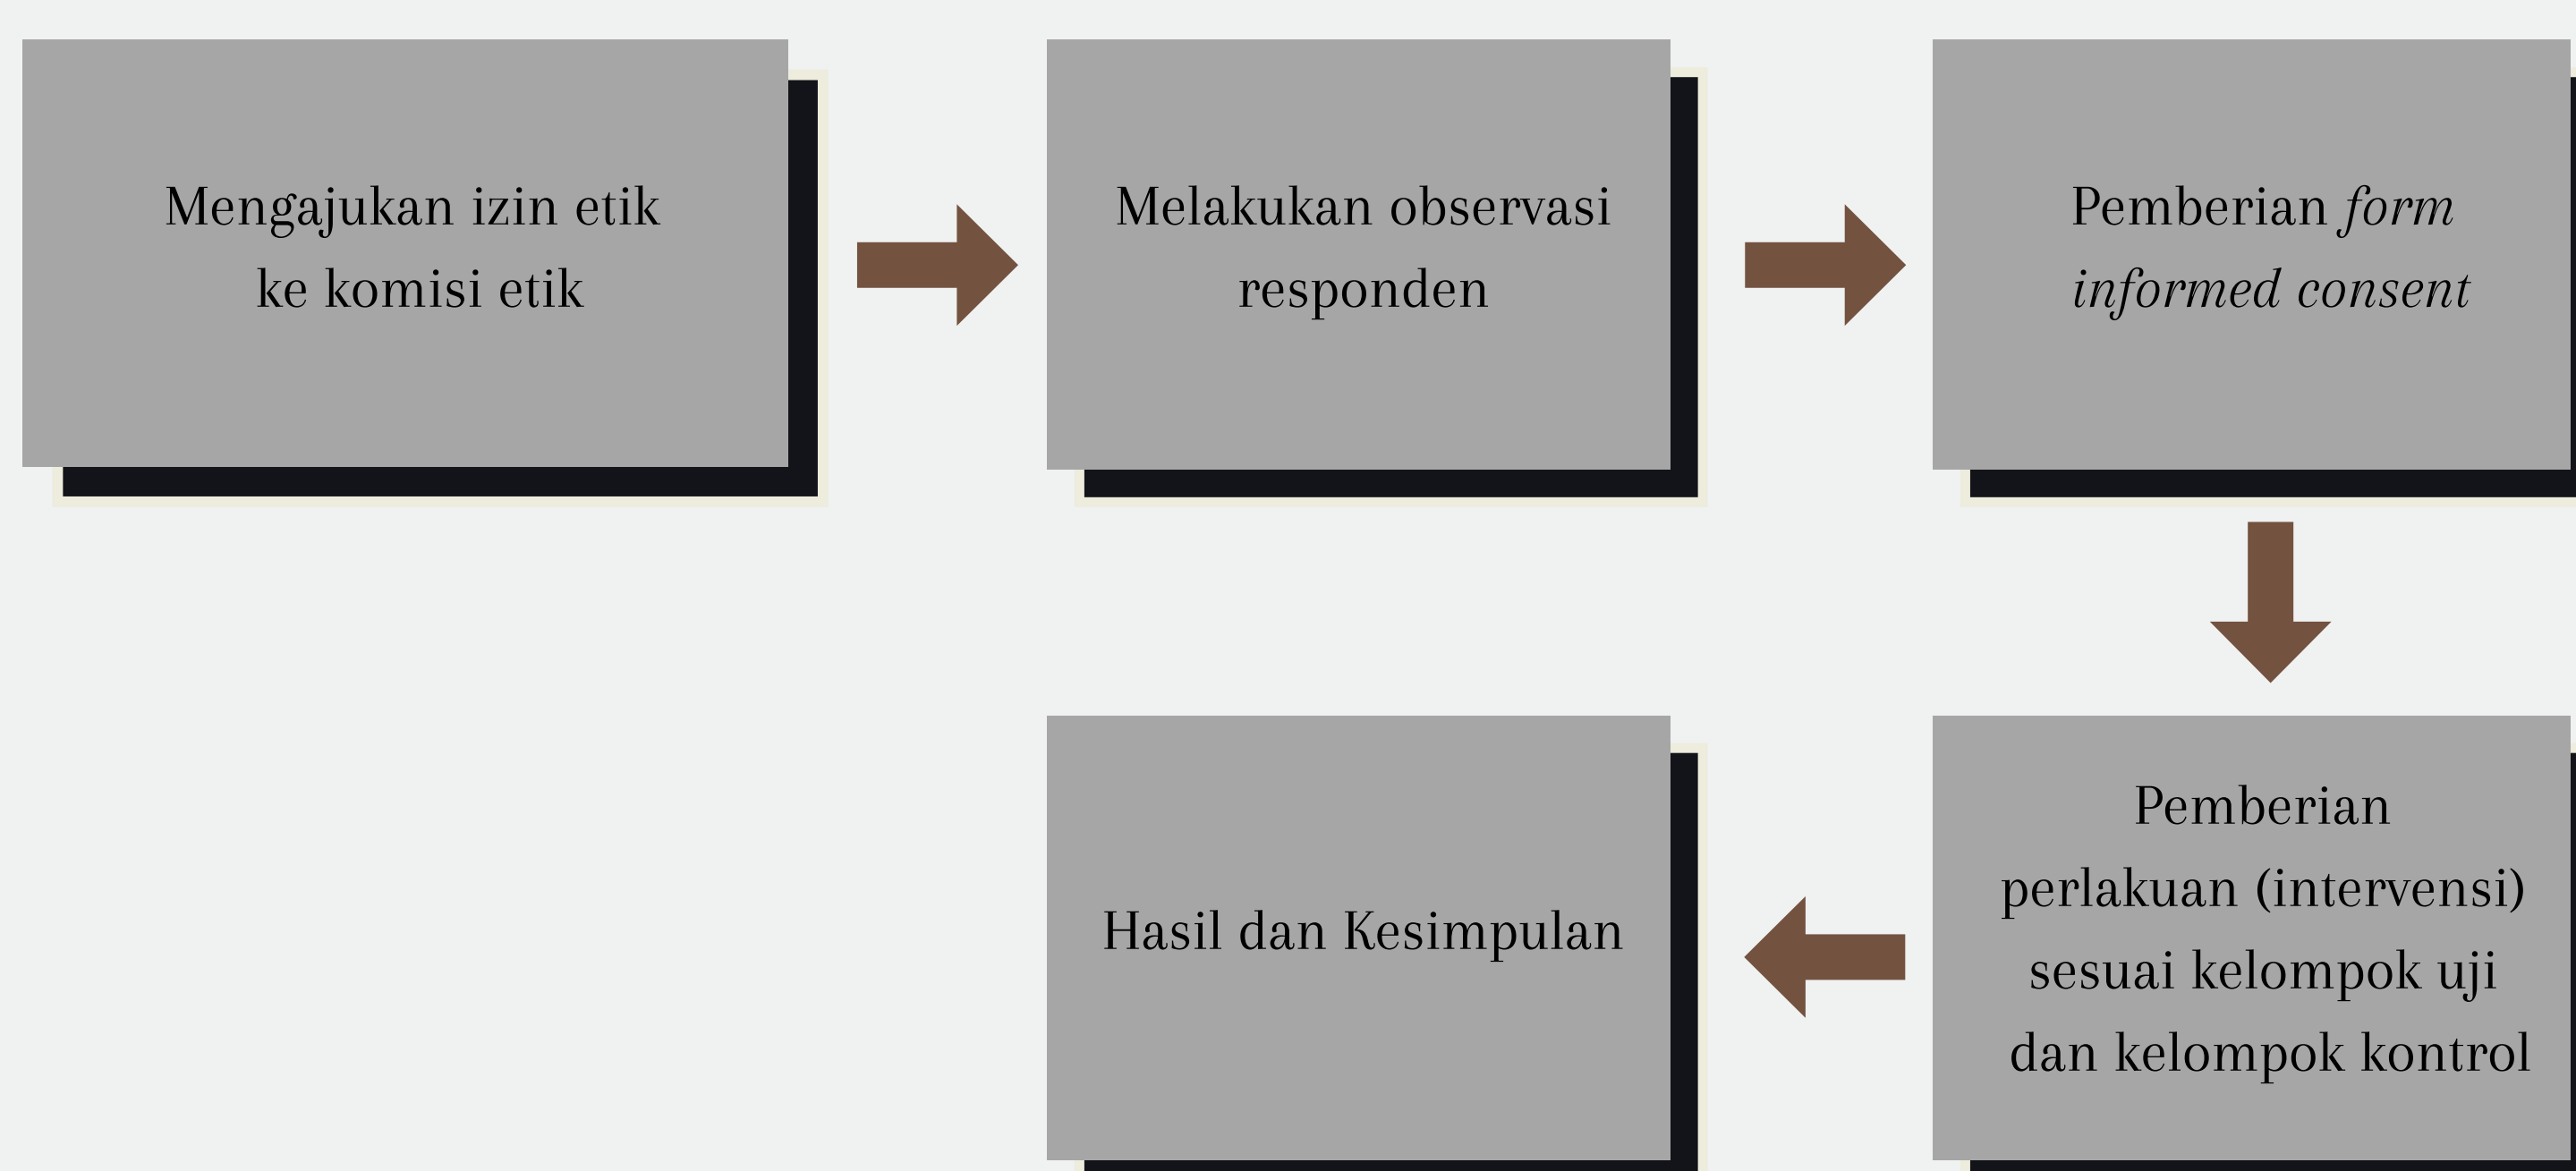 Mengajukan izin etik
ke komisi etik
Melakukan observasi
responden
Pemberian form
informed consent
Pemberian
perlakuan (intervensi)
sesuai kelompok uji
dan kelompok kontrol
Hasil dan Kesimpulan